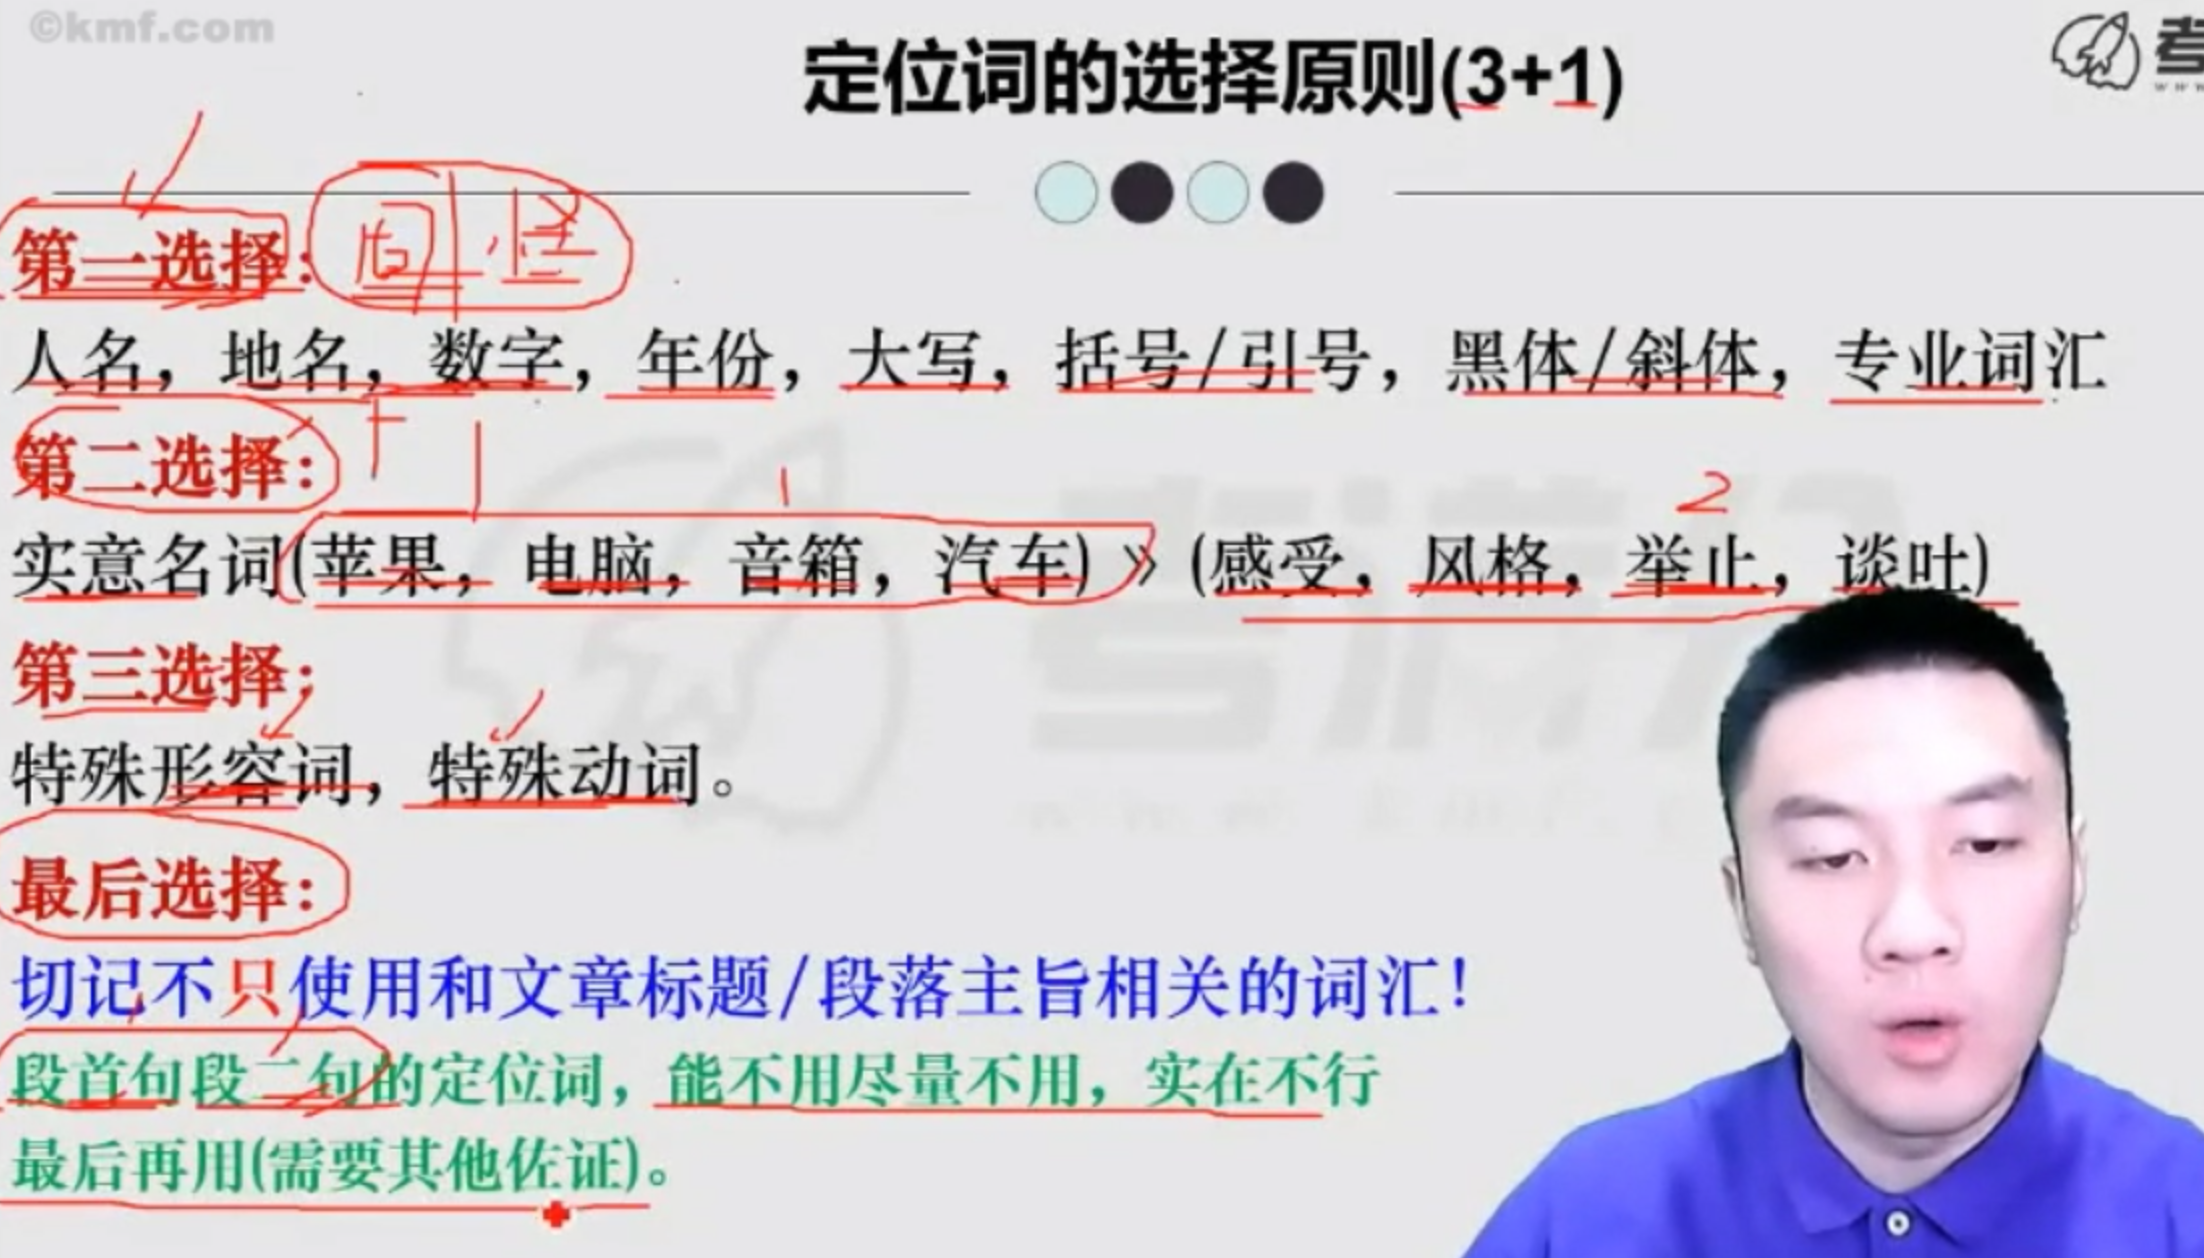 ©kmf.com
定位词的选择原则(3+1)
考
第一选择：
怪
人名，地名，数字，年份，大写，括号/引号，黑体/斜体，专业词汇
第二选择：
1
2
实意名词(苹果，电脑，音箱，汽车) > (感受，风格，举止，谈吐)
第三选择：
特殊形容词，特殊动词。
最后选择：
切记不只使用和文章标题/段落主旨相关的词汇！
段首句段二句的定位词，能不用尽量不用，实在不行
最后再用(需要其他佐证)。